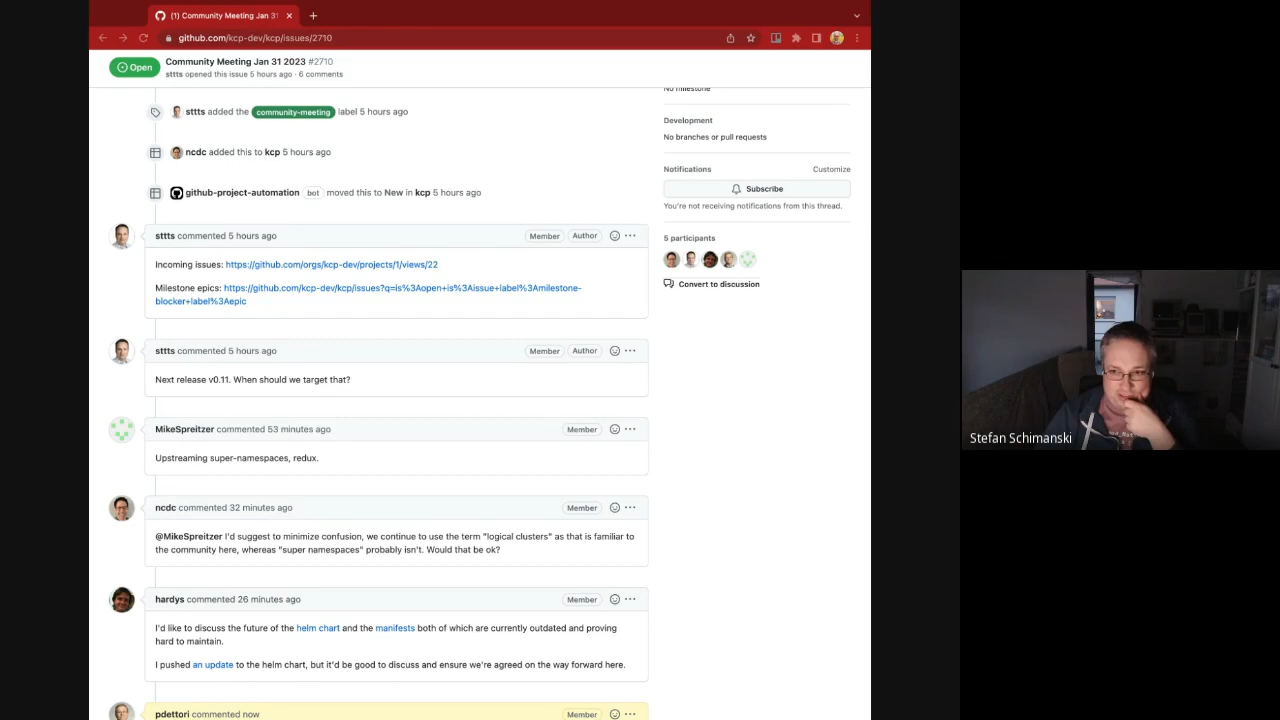 (1) Community Meeting Jan 31
github.com/kcp-dev/kcp/issues/2710
Open
Community Meeting Jan 31 2023 #2710
sttts opened this issue 5 hours ago · 6 comments
No milestone
sttts added the community-meeting label 5 hours ago
Development
No branches or pull requests
ncdc added this to kcp 5 hours ago
Notifications
Customize
Subscribe
You're not receiving notifications from this thread.
github-project-automation bot moved this to New in kcp 5 hours ago
5 participants
Convert to discussion
sttts commented 5 hours ago
Member
Author
Incoming issues: https://github.com/orgs/kcp-dev/projects/1/views/22
Milestone epics: https://github.com/kcp-dev/kcp/issues?q=is%3Aopen+is%3Aissue+label%3Amilestone-
blocker+label%3Aepic
sttts commented 5 hours ago
Member
Author
Next release v0.11. When should we target that?
MikeSpreitzer commented 53 minutes ago
Member
Upstreaming super-namespaces, redux.
ncdc commented 32 minutes ago
Member
@MikeSpreitzer I'd suggest to minimize confusion, we continue to use the term "logical clusters" as that is familiar to
the community here, whereas "super namespaces" probably isn't. Would that be ok?
hardys commented 26 minutes ago
Member
I'd like to discuss the future of the helm chart and the manifests both of which are currently outdated and proving
hard to maintain.
I pushed an update to the helm chart, but it'd be good to discuss and ensure we're agreed on the way forward here.
pdettori commented now
Member
Stefan Schimanski